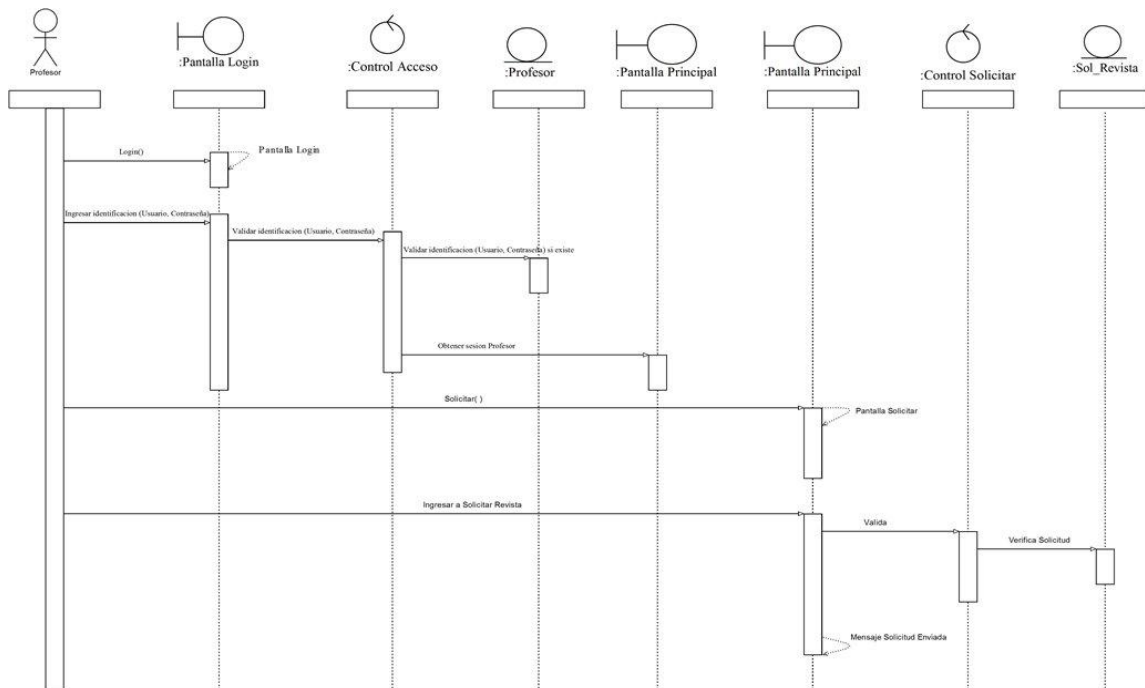 Profesor
:Pantalla Login
:Control Acceso
:Profesor
:Pantalla Principal
:Pantalla Principal
:Control Solicitar
:Sol_Revista
Login()
Pantalla Login
Ingresar identificacion (Usuario, Contraseña)
Validar identificacion (Usuario, Contraseña)
Validar identificacion (Usuario, Contraseña) si existe
Obtener sesion Profesor
Solicitar( )
Pantalla Solicitar
Ingresar a Solicitar Revista
Valida
Verifica Solicitud
Mensaje Solicitud Enviada